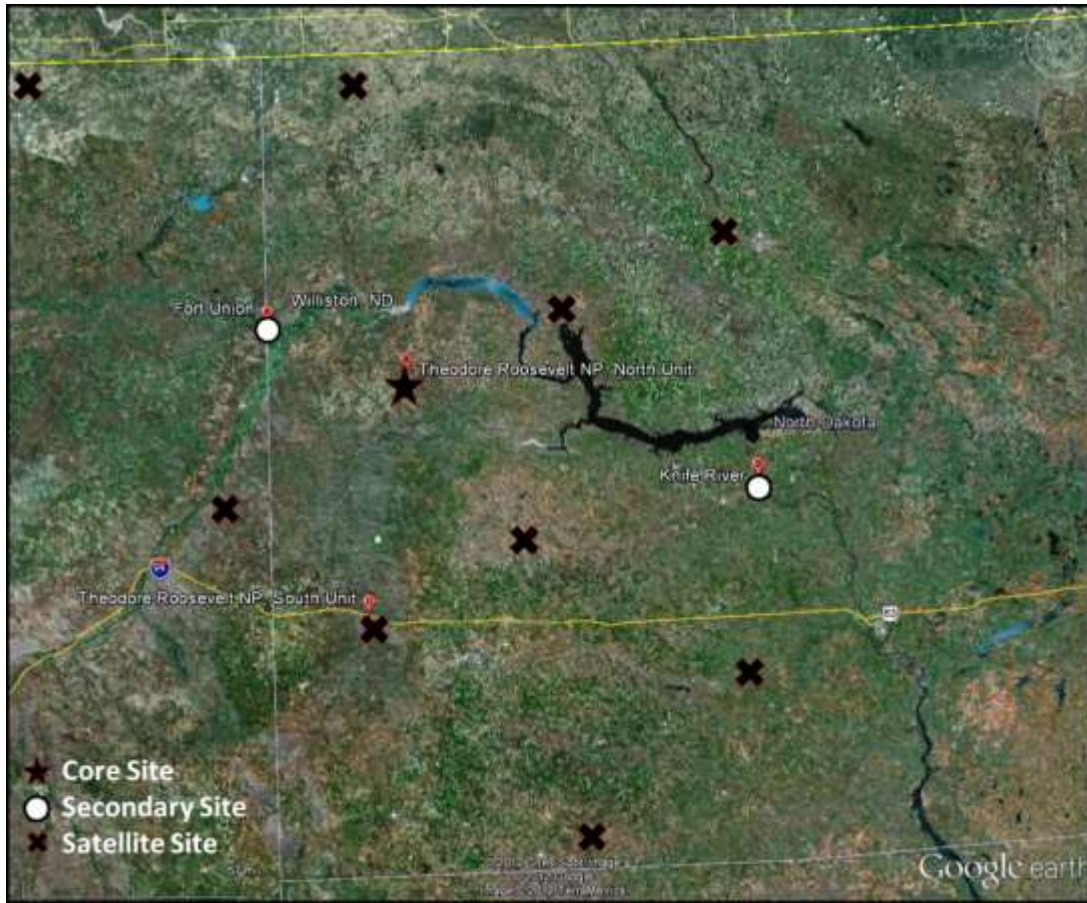 Fort Union
Williston, ND
Theodore Roosevelt NP, North Unit
North Dakota
Knife River
94
Theodore Roosevelt NP, South Unit
Core Site
Secondary Site
Satellite Site
Google earth